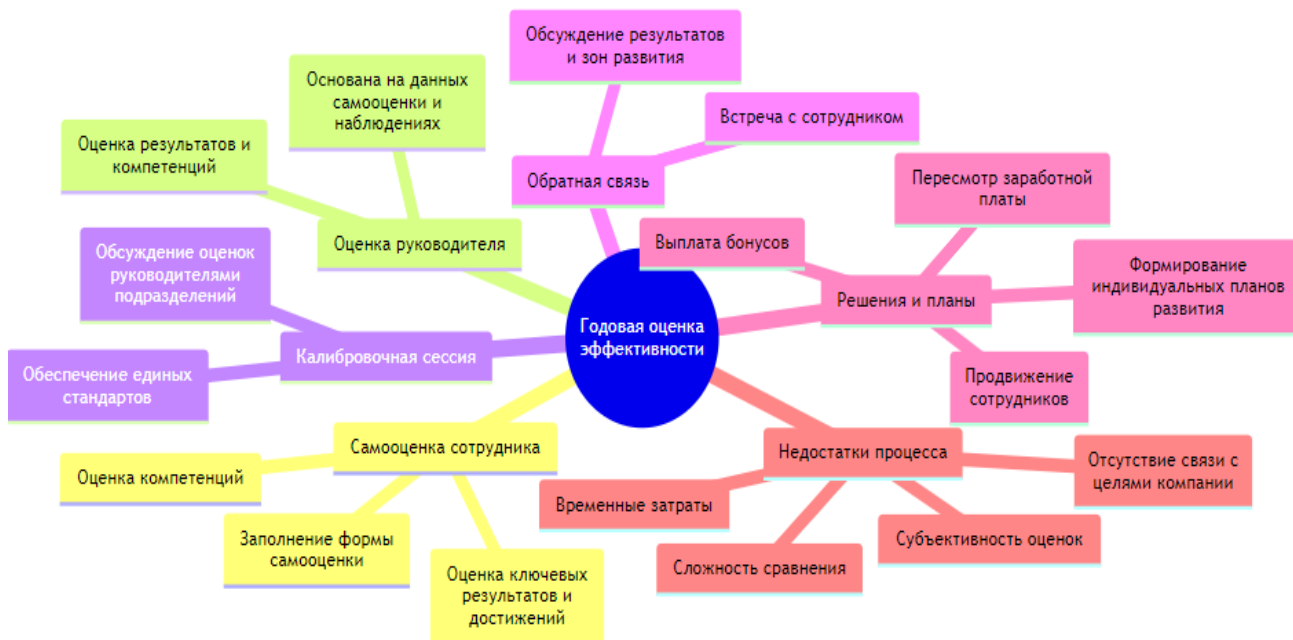 Обсуждение результатов
и зон развития
Основана на данных
самооценки и
наблюдениях
Встреча с сотрудником
Оценка результатов и
компетенций
Обратная связь
Пересмотр заработной
платы
Оценка руководителя
Выплата бонусов
Обсуждение оценок
руководителями
подразделений
Формирование
индивидуальных планов
развития
Решения и планы
Годовая оценка
эффективности
Калибровочная сессия
Обеспечение единых
стандартов
Продвижение
сотрудников
Самооценка сотрудника
Недостатки процесса
Оценка компетенций
Отсутствие связи с
целями компании
Временные затраты
Заполнение формы
самооценки
Субъективность оценок
Сложность сравнения
Оценка ключевых
результатов и
достижений